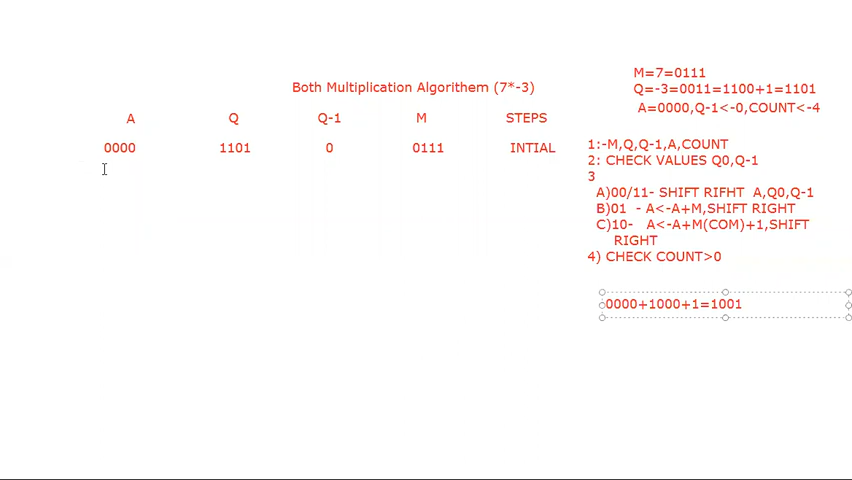 Both Multiplication Algorithem (7*-3)
A Q Q-1 M STEPS
0000 1101 0 0111 INTIAL
M=7=0111
Q=-3=0011=1100+1=1101
A=0000,Q-1<-0,COUNT<-4
1:-M,Q,Q-1,A,COUNT
2: CHECK VALUES Q0,Q-1
3
A)00/11- SHIFT RIFHT A,Q0,Q-1
B)01 - A<-A+M,SHIFT RIGHT
C)10- A<-A+M(COM)+1,SHIFT
RIGHT
4) CHECK COUNT>0
0000+1000+1=1001